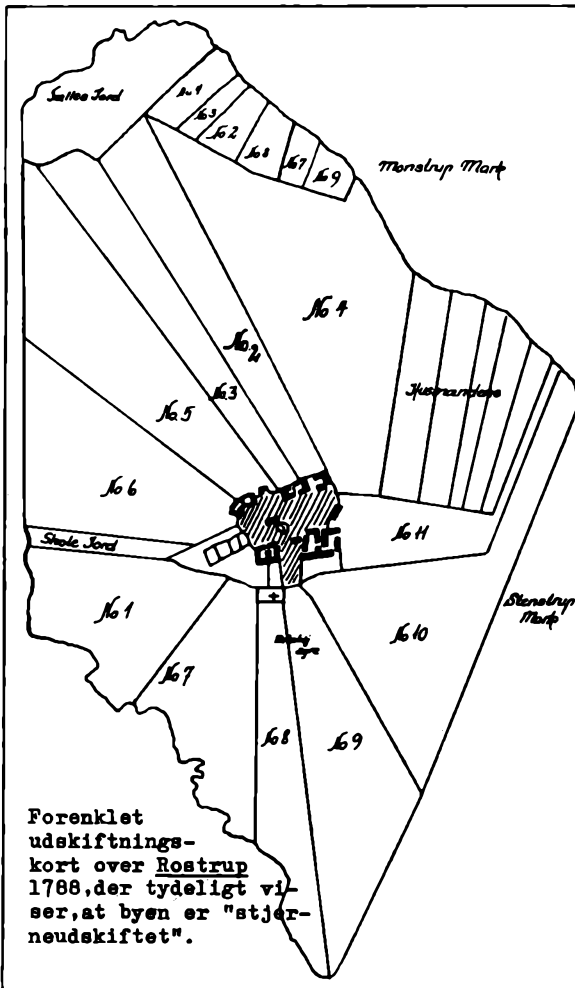 Fælles Jord
No 1
No 3
No 2
No 8
No 7
No 9
Monstrup Mark
No 4
No 2
Husmændene
No 3
No 5
No 6
No 11
Skole Jord
Stenstrup
Mark
No 1
No 10
No 7
No 8
No 9
Forenklet
udskiftnings-
kort over Rostrup
1788,der tydeligt vi-
ser,at byen er "stjer-
neudskiftet".